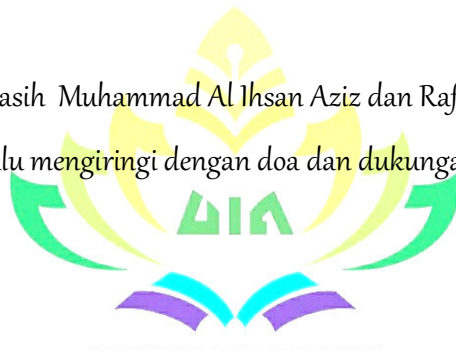 asih Muhammad Al Ihsan Aziz dan Raf
lu mengiringi dengan doa dan dukunga
UIN